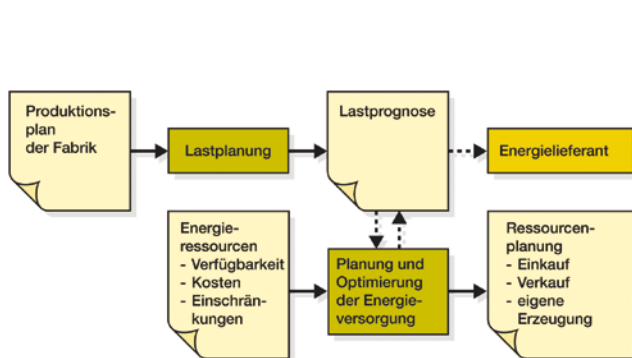 Produktions-
plan
der Fabrik
Lastplanung
Lastprognose
Energielieferant
Energie-
ressourcen
- Verfügbarkeit
- Kosten
- Einschrän-
kungen
Planung und
Optimierung
der Energie-
versorgung
Ressourcen-
planung
- Einkauf
- Verkauf
- eigene
Erzeugung